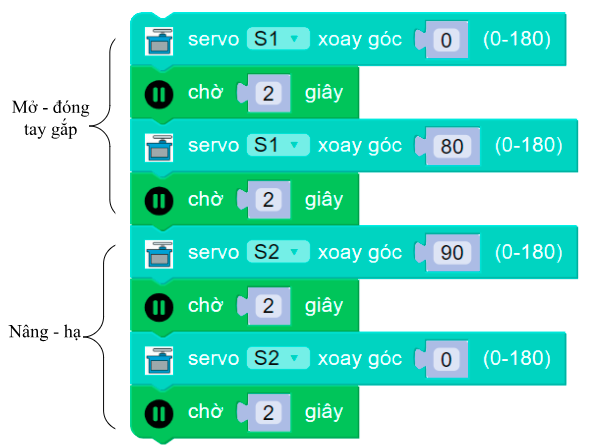 servo S1 xoay góc 0 (0-180)
chờ 2 giây
servo S1 xoay góc 80 (0-180)
chờ 2 giây
Mở - đóng
tay gắp
servo S2 xoay góc 90 (0-180)
chờ 2 giây
servo S2 xoay góc 0 (0-180)
chờ 2 giây
Nâng - hạ